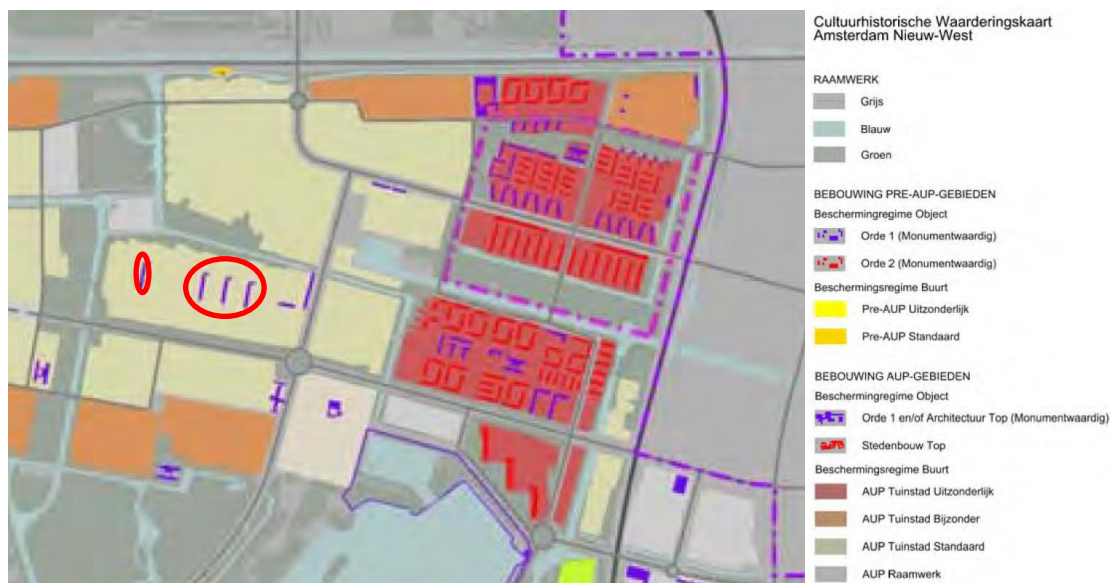 Cultuurhistorische Waarderingskaart
Amsterdam Nieuw-West
RAAMWERK
Grijs
Blauw
Groen
BEBOUWING PRE-AUP-GEBIEDEN
Beschermingregime Object
Orde 1 (Monumentwaardig)
Orde 2 (Monumentwaardig)
Beschermingsregime Buurt
Pre-AUP Uitzonderlijk
Pre-AUP Standaard
BEBOUWING AUP-GEBIEDEN
Beschermingsregime Object
Orde 1 en/of Architectuur Top (Monumentwaardig)
Stedenbouw Top
Beschermingsregime Buurt
AUP Tuinstad Uitzonderlijk
AUP Tuinstad Bijzonder
AUP Tuinstad Standaard
AUP Raamwerk